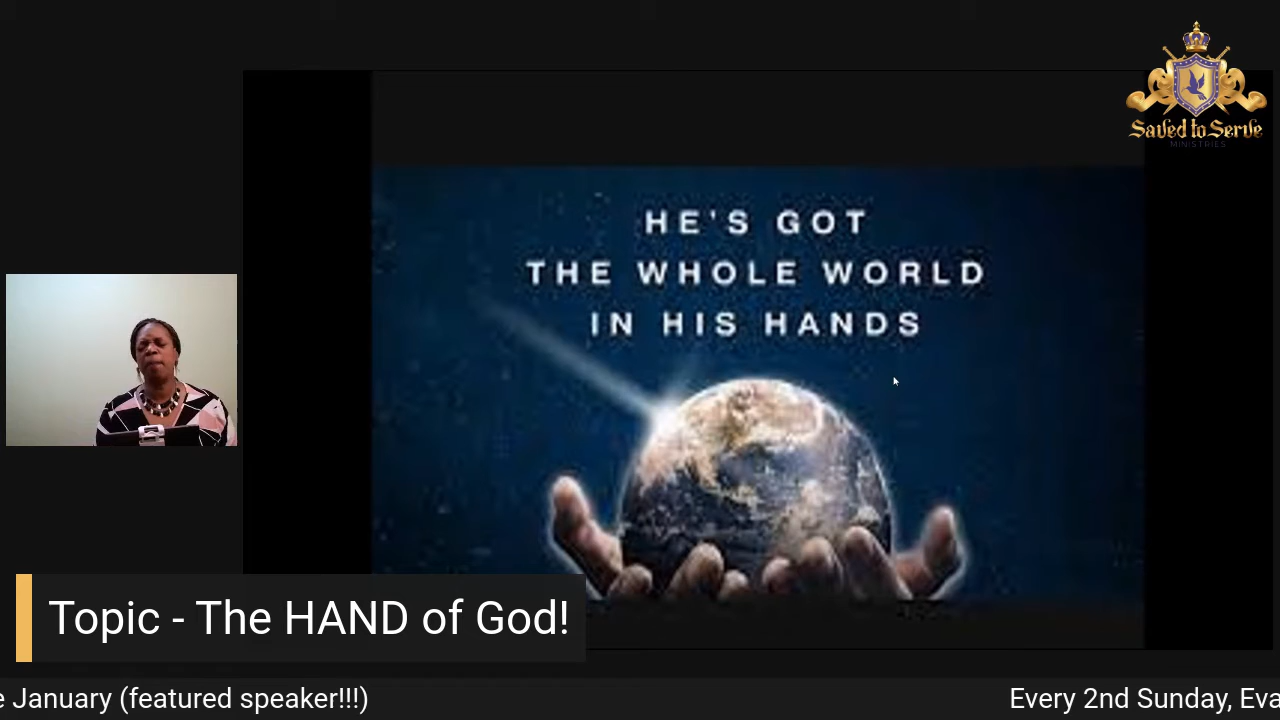 Saved to Serve
MINISTRIES
HE'S GOT
THE WHOLE WORLD
IN HIS HANDS
Topic - The HAND of God!
e January (featured speaker!!!)
Every 2nd Sunday, Eva